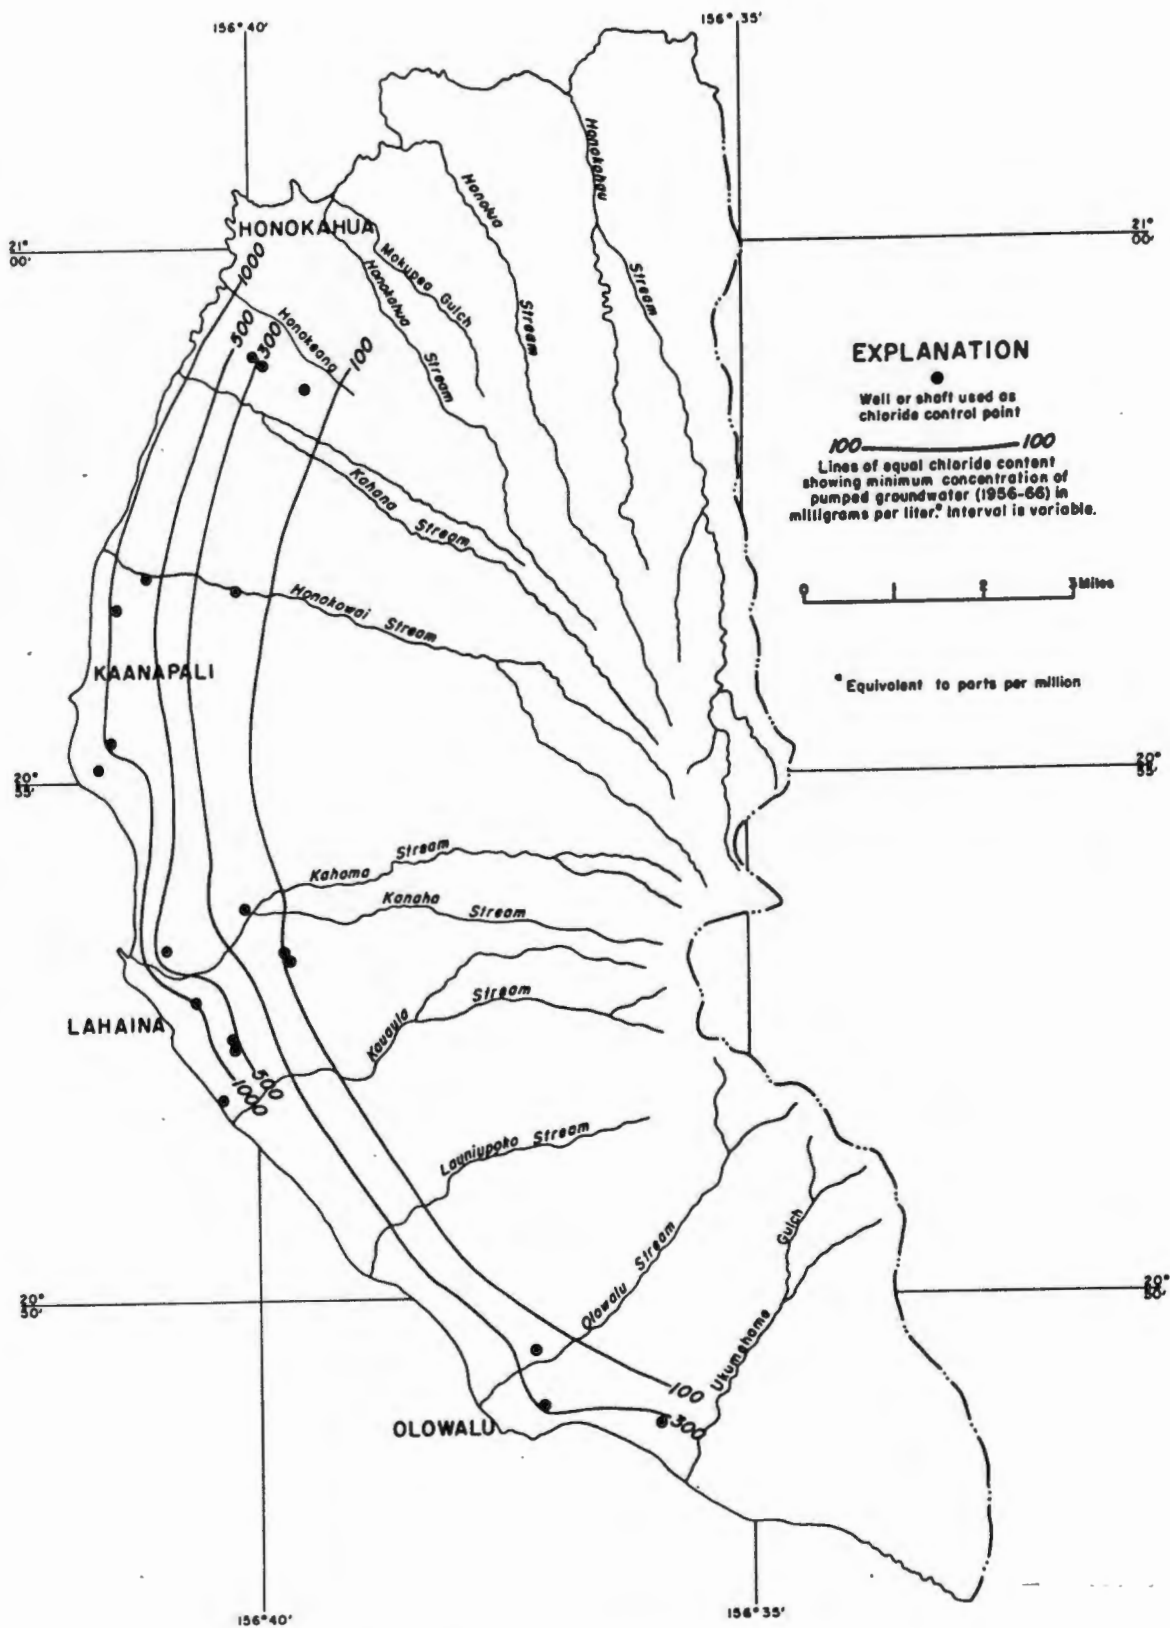 156° 40'
156° 35'
HONOKAHUA
21°
00'
21°
00'
1000
500
300
100
Honokeana
Honokahua
Stream
Mokupea Gulch
Honolua
Stream
Honokahau
Stream
EXPLANATION
Well or shaft used as
chloride control point
100 100
Lines of equal chloride content
showing minimum concentration of
pumped groundwater (1956-66) in
milligrams per liter.* Interval is variable.
0 1 2 3 Miles
* Equivalent to parts per million
Kahana Stream
Honokowai Stream
KAANAPALI
20°
55'
20°
55'
Kahoma Stream
Kanaha Stream
LAHAINA
Kauaula Stream
500
1000
Launiupoko Stream
Olowalu Stream
Gulch
Ukumehame
20°
50'
20°
50'
100
300
OLOWALU
156°40'
156°35'